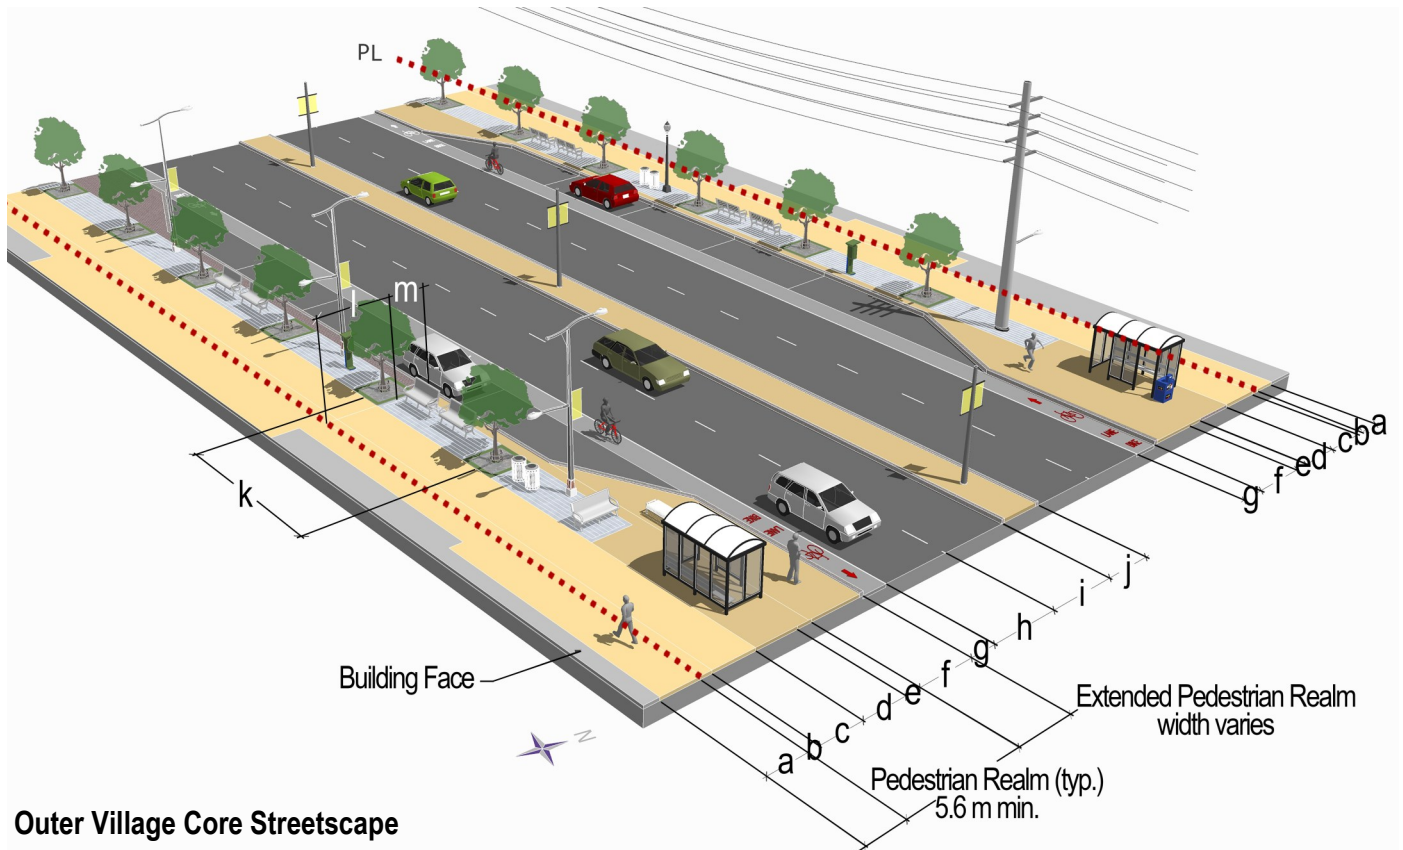 PL
l
m
k
a
b
c
d
e
f
g
g
f
e
d
c
b
a
h
i
j
Building Face
Extended Pedestrian Realm
width varies
Pedestrian Realm (typ.)
5.6 m min.
N
Outer Village Core Streetscape